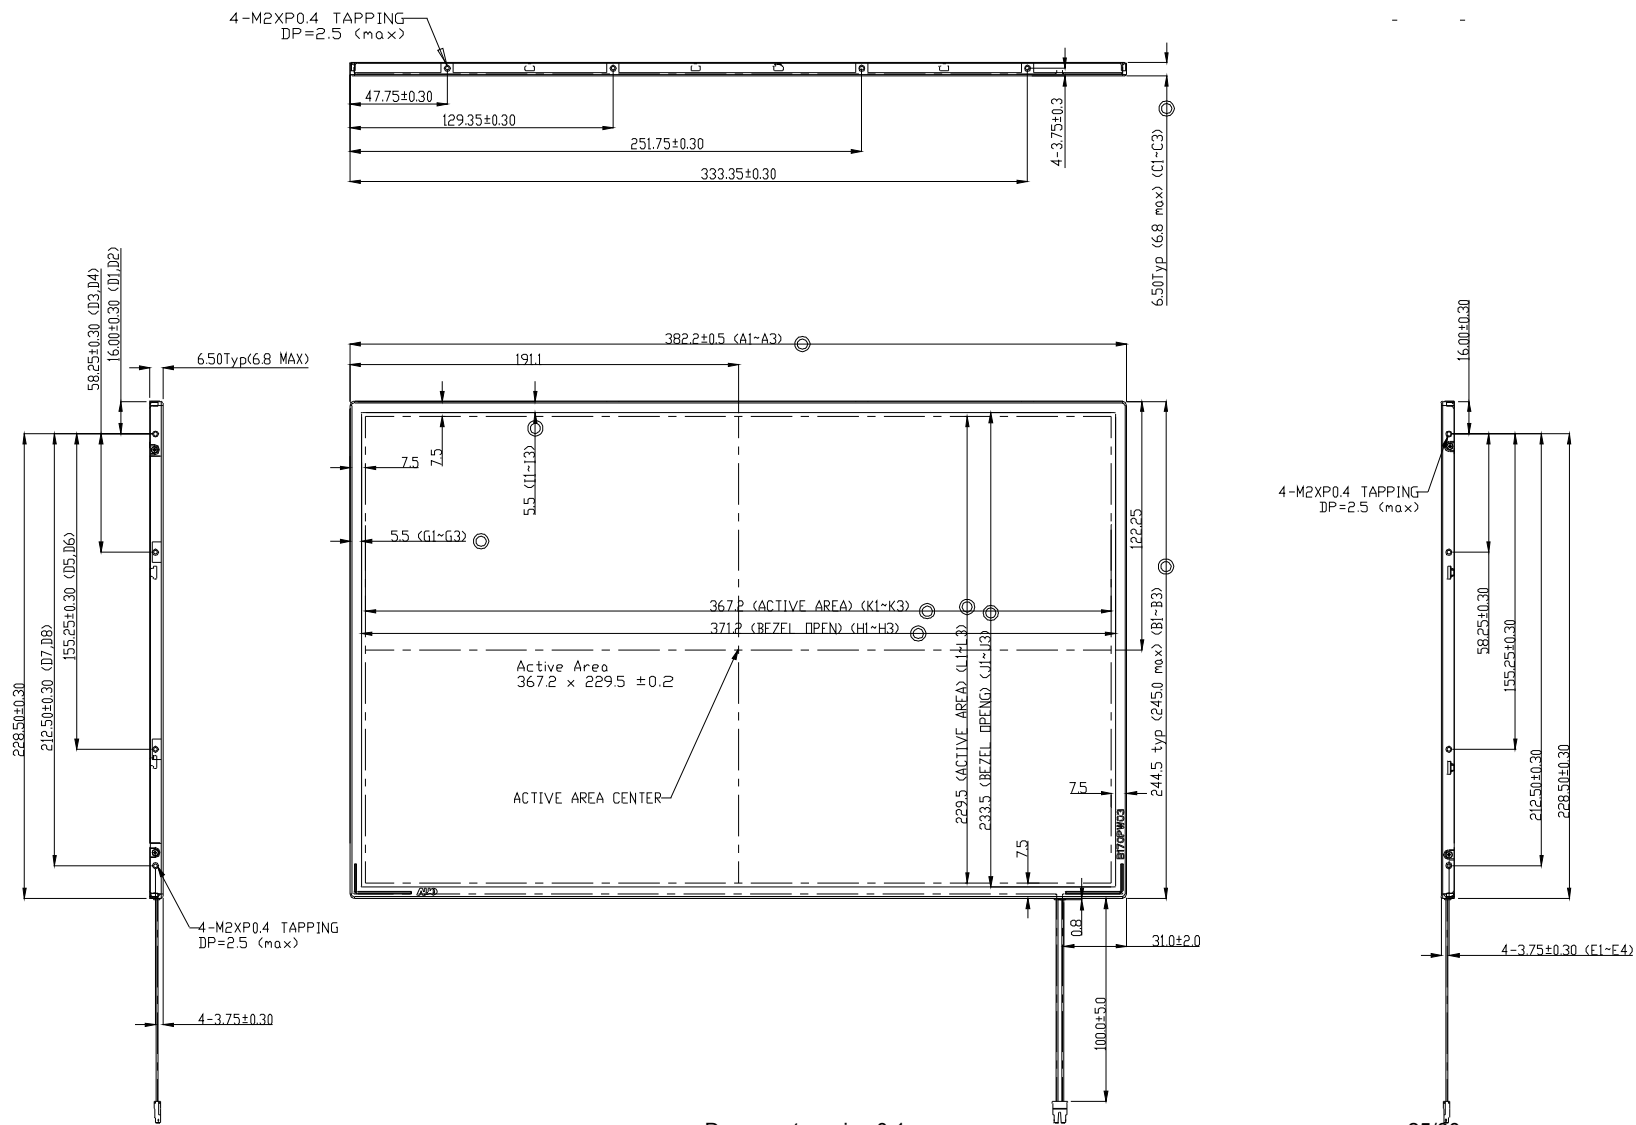 4-M2XP0.4 TAPPING
DP=2.5 (max)
47.75±0.30
129.35±0.30
251.75±0.30
333.35±0.30
4-3.75±0.3
6.50Typ (6.8 max) (C1~C3)
58.25±0.30 (D3,D4)
16.00±0.30 (D1,D2)
6.50Typ(6.8 MAX)
382.2±0.5 (A1~A3)
191.1
16.00±0.30
7.5
7.5
5.5 (I1~I3)
5.5 (G1~G3)
122.25
4-M2XP0.4 TAPPING
DP=2.5 (max)
367.2 (ACTIVE AREA) (K1~K3)
371.2 (BEZEL OPEN) (H1~H3)
Active Area
367.2 x 229.5 ±0.2
ACTIVE AREA CENTER
229.5 (ACTIVE AREA) (L1~L3)
233.5 (BEZEL OPENG) (J1~J3)
244.5 typ (245.0 max) (B1~B3)
155.25±0.30 (D5,D6)
212.50±0.30 (D7,D8)
228.50±0.30
58.25±0.30
155.25±0.30
212.50±0.30
228.50±0.30
7.5
7.5
B170PW03
AUO
0.8
31.0±2.0
100.0±5.0
4-M2XP0.4 TAPPING
DP=2.5 (max)
4-3.75±0.30
4-3.75±0.30 (E1~E4)